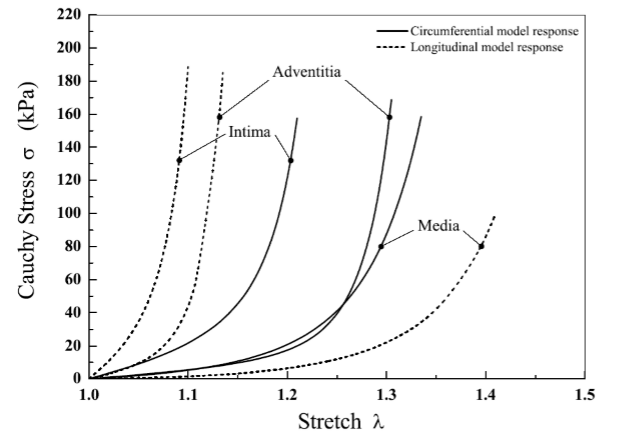 220
200
180
160
140
120
100
80
60
40
20
0
Cauchy Stress σ (kPa)
Circumferential model response
Longitudinal model response
Adventitia
Intima
Media
1.0 1.1 1.2 1.3 1.4 1.5
Stretch λ